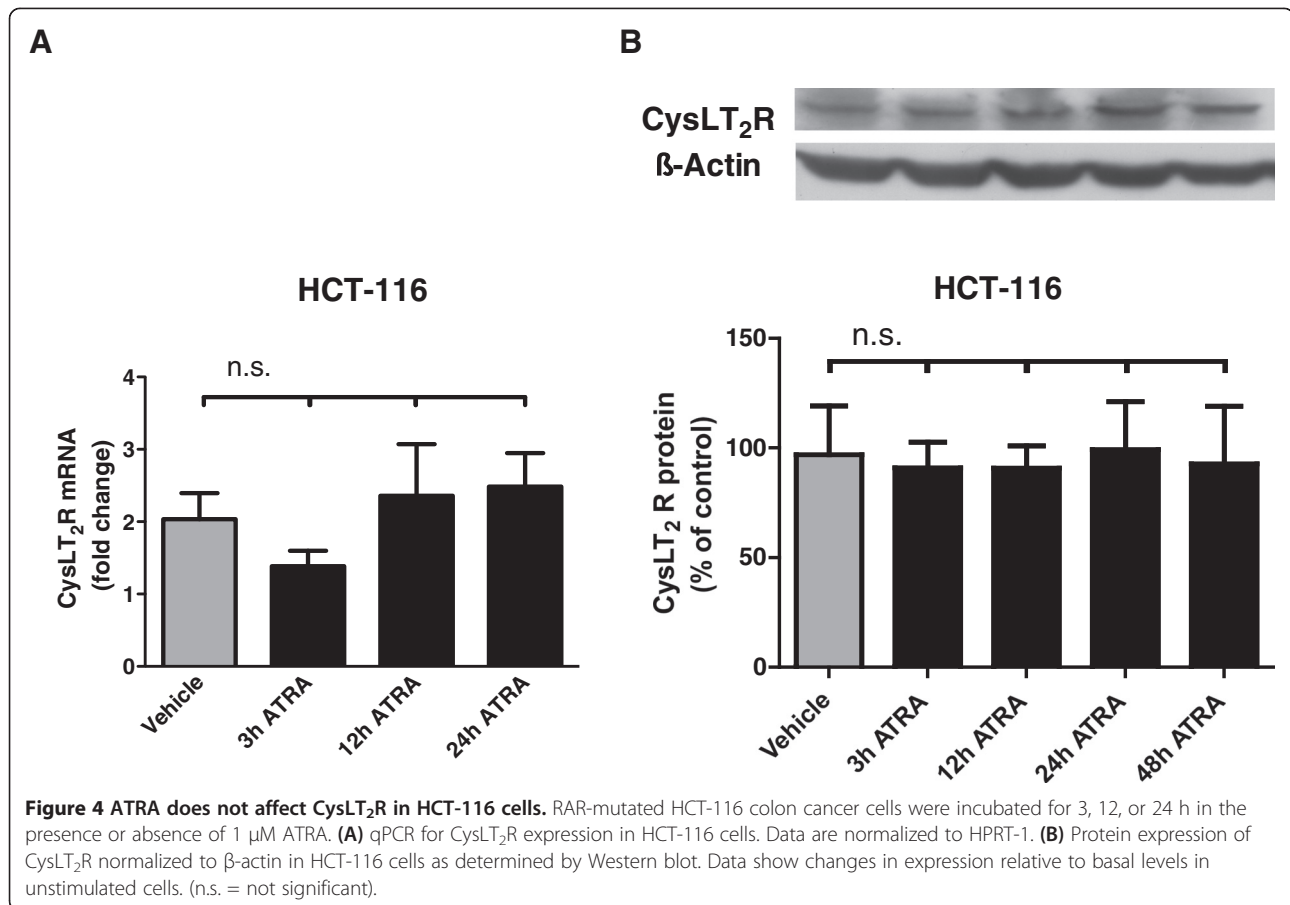 A
B
CysLT₂R
ß-Actin
HCT-116
n.s.
4
3
2
1
0
CysLT₂R mRNA
(fold change)
Vehicle
3h ATRA
12h ATRA
24h ATRA
HCT-116
n.s.
150
100
50
0
CysLT₂ R protein
(% of control)
Vehicle
3h ATRA
12h ATRA
24h ATRA
48h ATRA
Figure 4 ATRA does not affect CysLT₂R in HCT-116 cells. RAR-mutated HCT-116 colon cancer cells were incubated for 3, 12, or 24 h in the
presence or absence of 1 μM ATRA. (A) qPCR for CysLT₂R expression in HCT-116 cells. Data are normalized to HPRT-1. (B) Protein expression of
CysLT₂R normalized to β-actin in HCT-116 cells as determined by Western blot. Data show changes in expression relative to basal levels in
unstimulated cells. (n.s. = not significant).